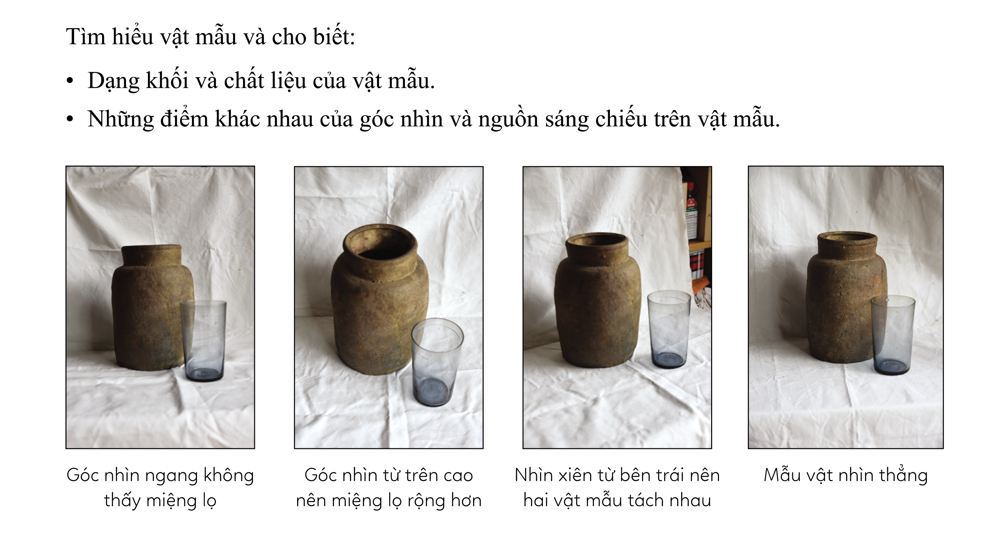 Tìm hiểu vật mẫu và cho biết:
• Dạng khối và chất liệu của vật mẫu.
• Những điểm khác nhau của góc nhìn và nguồn sáng chiếu trên vật mẫu.
LUKAS
Góc nhìn ngang không
thấy miệng lọ
Góc nhìn từ trên cao
nên miệng lọ rộng hơn
Nhìn xiên từ bên trái nên
hai vật mẫu tách nhau
Mẫu vật nhìn thẳng